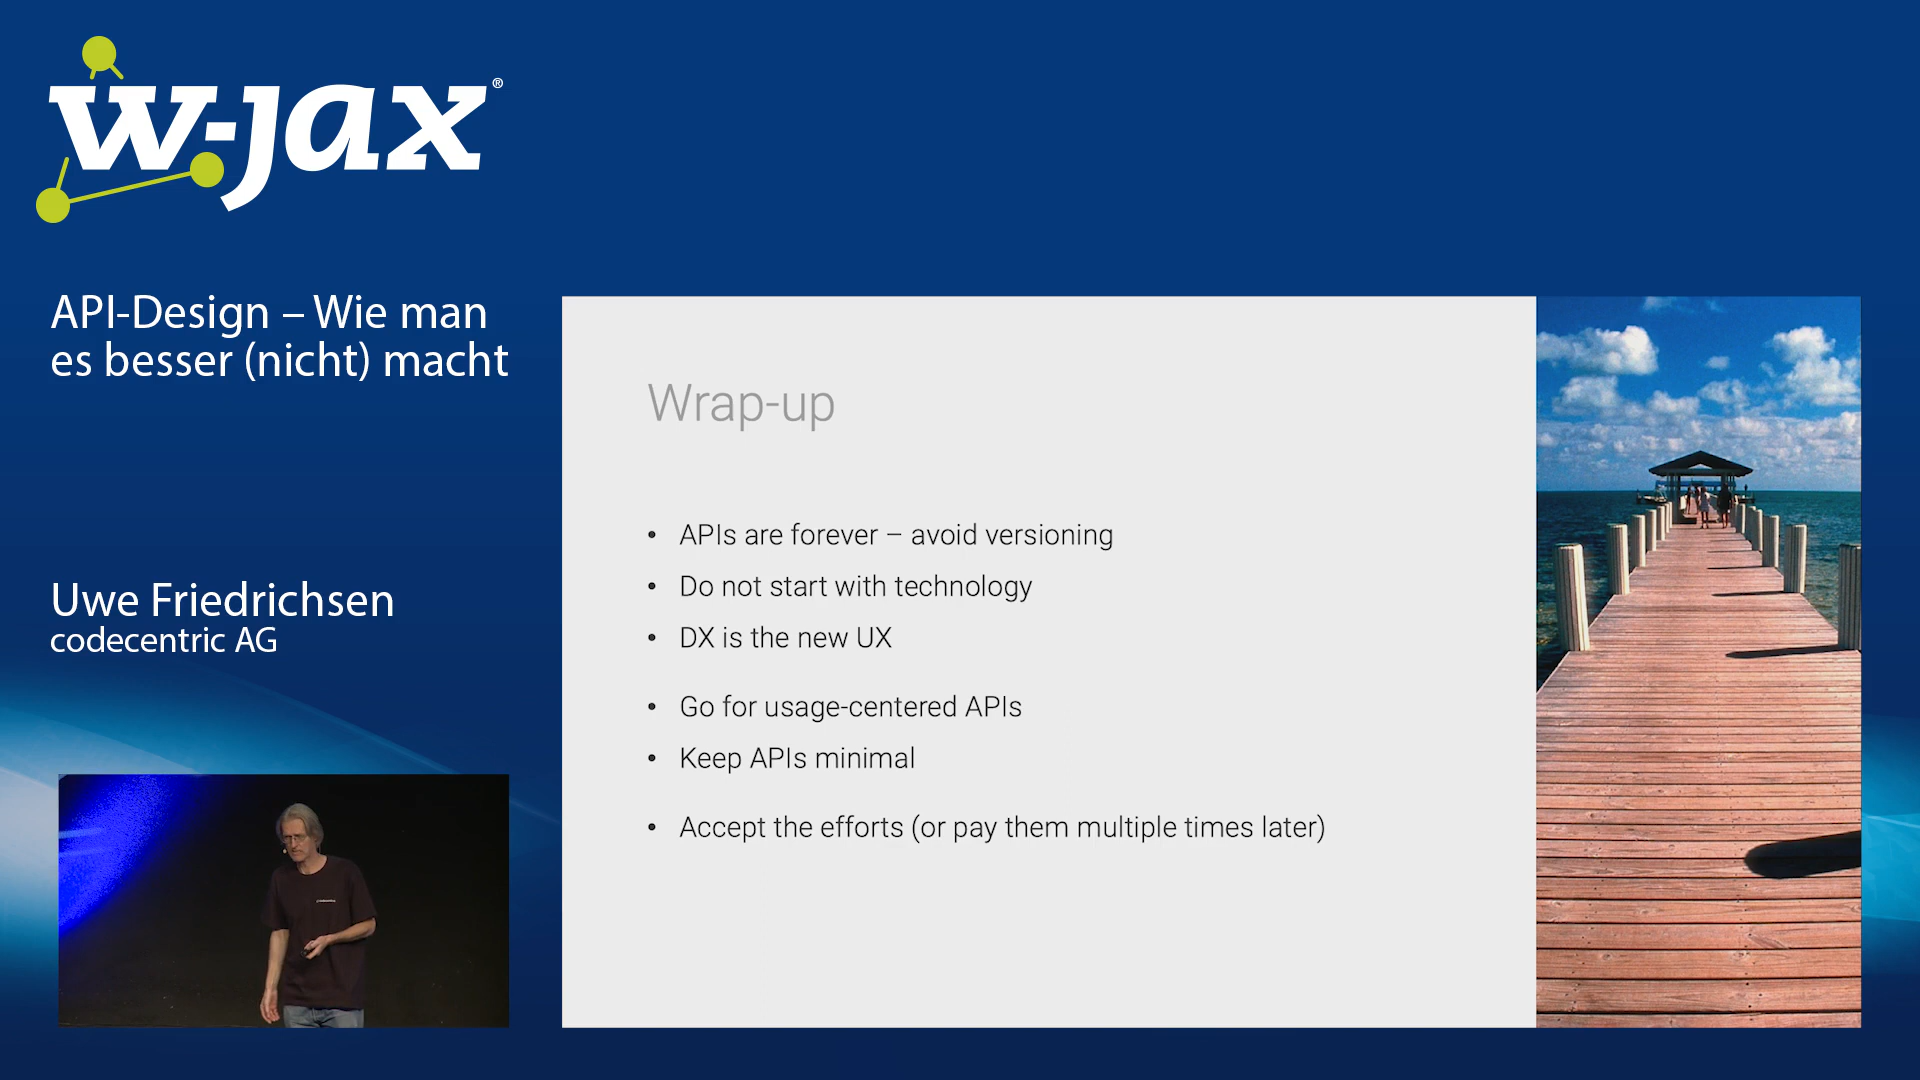 w-jax®
API-Design – Wie man
es besser (nicht) macht
Uwe Friedrichsen
codecentric AG
Wrap-up
• APIs are forever – avoid versioning
• Do not start with technology
• DX is the new UX
• Go for usage-centered APIs
• Keep APIs minimal
• Accept the efforts (or pay them multiple times later)